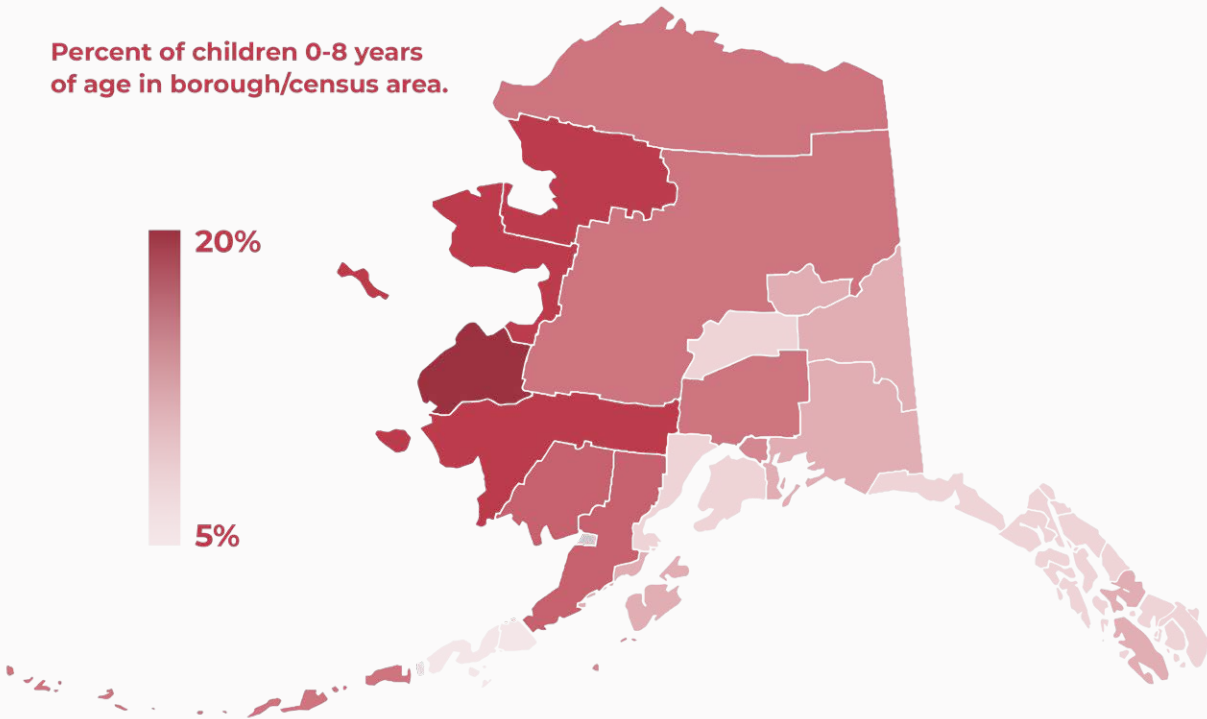 Percent of children 0-8 years
of age in borough/census area.
20%
5%